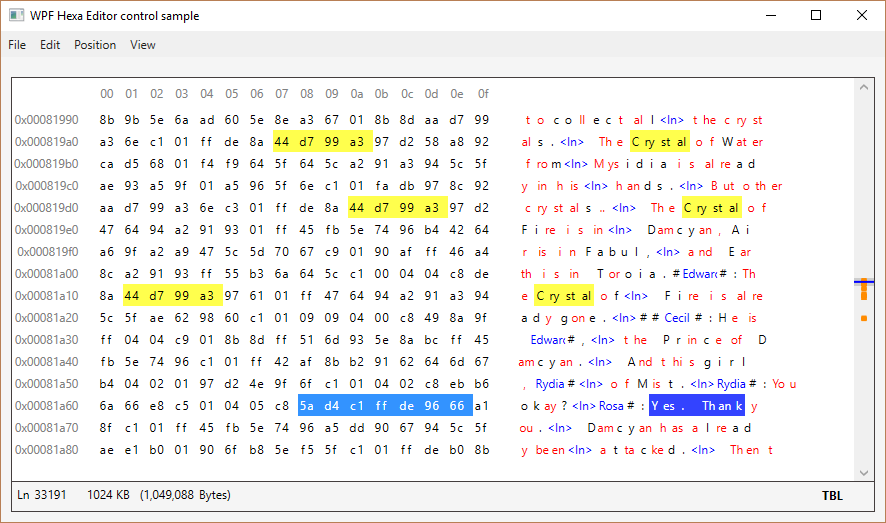 WPF Hexa Editor control sample
File Edit Position View
00 01 02 03 04 05 06 07 08 09 0a 0b 0c 0d 0e 0f
0x00081990 8b 9b 5e 6a ad 60 5e 8e a3 67 01 8b 8d aa d7 99 to collect all<ln> the cryst
0x000819a0 a3 6e c1 01 ff de 8a 44 d7 99 a3 97 d2 58 a8 92 als.<ln> The Crystal of Water
0x000819b0 ca d5 68 01 f4 f9 64 5f 64 5c a2 91 a3 94 5c 5f from<ln> Mysidia is alread
0x000819c0 ae 93 a5 9f 01 a5 96 5f 6e c1 01 fa db 97 8c 92 y in his<ln> hands.<ln> But other
0x000819d0 aa d7 99 a3 6e c3 01 ff de 8a 44 d7 99 a3 97 d2 crystals..<ln> The Crystal of
0x000819e0 47 64 94 a2 91 93 01 ff 45 fb 5e 74 96 b4 42 64 Fire is in<ln> Damcyan, Ai
0x000819f0 a6 9f a2 a9 47 5c 5d 70 67 c9 01 90 af ff 46 a4 r is in Fabul,<ln> and Ear
0x00081a00 8c a2 91 93 ff 55 b3 6a 64 5c c1 00 04 04 c8 de th is in Toroia.#Edward#: Th
0x00081a10 8a 44 d7 99 a3 97 61 01 ff 47 64 94 a2 91 a3 94 e Crystal of<ln> Fire is alre
0x00081a20 5c 5f ae 62 98 60 c1 01 09 09 04 00 c8 49 8a 9f ady gone.<ln>##Cecil#: He is
0x00081a30 ff 04 04 c9 01 8b 8d ff 51 6d 93 5e 8a bc ff 45 Edward#,<ln> the Prince of D
0x00081a40 fb 5e 74 96 c1 01 ff 42 af 8b b2 91 62 64 6d 67 amcyan.<ln> And this girl
0x00081a50 b4 04 02 01 97 d2 4e 9f 6f c1 01 04 02 c8 eb b6 , Rydia#<ln> of Mist.<ln>Rydia#: You
0x00081a60 6a 66 e8 c5 01 04 05 c8 5a d4 c1 ff de 96 66 a1 okay?<ln>Rosa#: Yes. Thank y
0x00081a70 8f c1 01 ff 45 fb 5e 74 96 a5 dd 90 67 94 5c 5f ou.<ln> Damcyan has alread
0x00081a80 ae e1 b0 01 90 6f b8 5e f5 5f c1 01 ff de b0 8b y been<ln> attacked.<ln> Then t
Ln 33191 1024 KB (1,049,088 Bytes) TBL